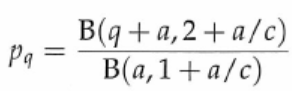 p_q = B(q + a, 2 + a/c) / B(a, 1 + a/c)